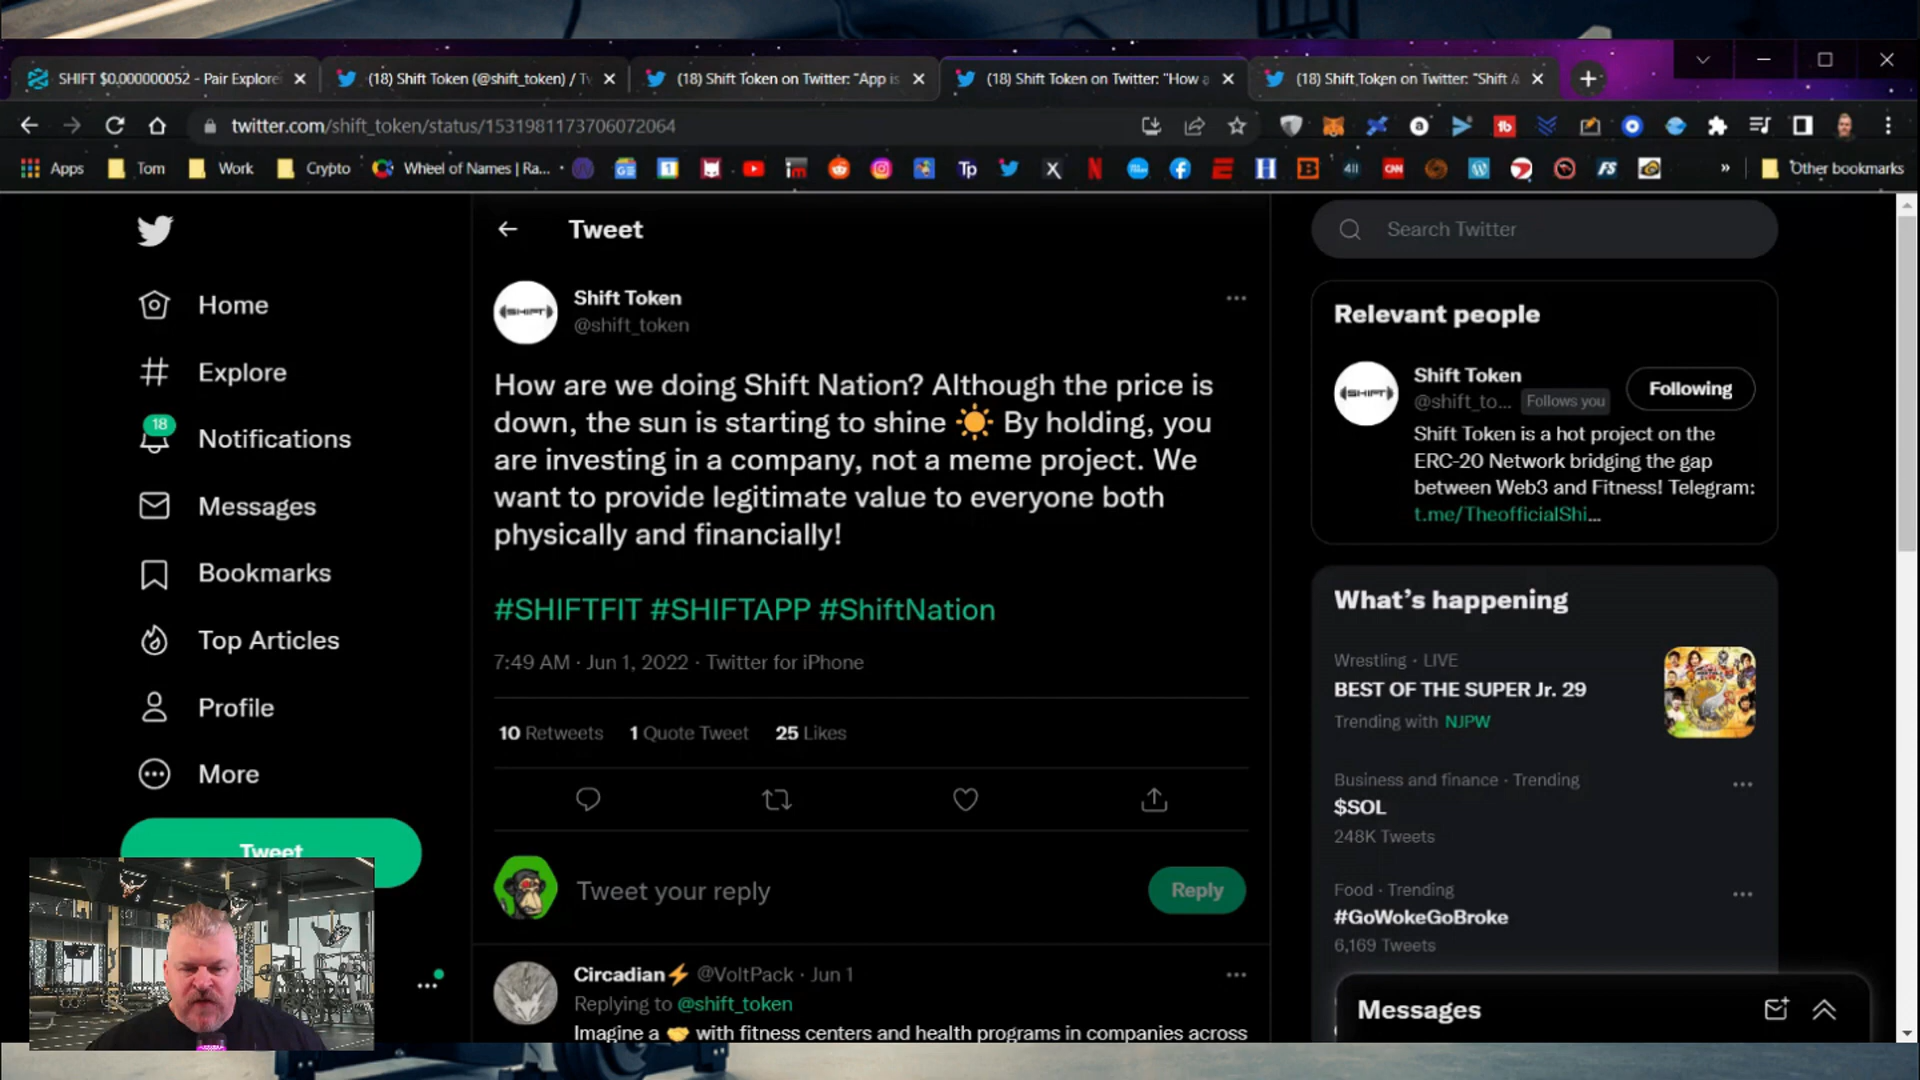 SHIFT $0.000000052 - Pair Explore
(18) Shift Token (@shift_token) / Tw
(18) Shift Token on Twitter: "App is
(18) Shift Token on Twitter: "How a
(18) Shift Token on Twitter: "Shift A
twitter.com/shift_token/status/1531981173706072064
Apps
Tom
Work
Crypto
Wheel of Names | Ra...
Tp
411
CNN
FS
»
Other bookmarks
Tweet
Search Twitter
Home
Explore
18
Notifications
Messages
Bookmarks
Top Articles
Profile
More
Tweet
SHIFT
Shift Token
@shift_token
How are we doing Shift Nation? Although the price is
down, the sun is starting to shine ☀️ By holding, you
are investing in a company, not a meme project. We
want to provide legitimate value to everyone both
physically and financially!
#SHIFTFIT #SHIFTAPP #ShiftNation
7:49 AM · Jun 1, 2022 · Twitter for iPhone
10 Retweets 1 Quote Tweet 25 Likes
Tweet your reply
Reply
Circadian⚡ @VoltPack · Jun 1
Replying to @shift_token
Imagine a 🤝 with fitness centers and health programs in companies across
Relevant people
SHIFT
Shift Token
@shift_to... Follows you
Following
Shift Token is a hot project on the
ERC-20 Network bridging the gap
between Web3 and Fitness! Telegram:
t.me/TheofficialShi...
What's happening
Wrestling · LIVE
BEST OF THE SUPER Jr. 29
Trending with NJPW
Business and finance · Trending
$SOL
248K Tweets
Food · Trending
#GoWokeGoBroke
6,169 Tweets
Messages